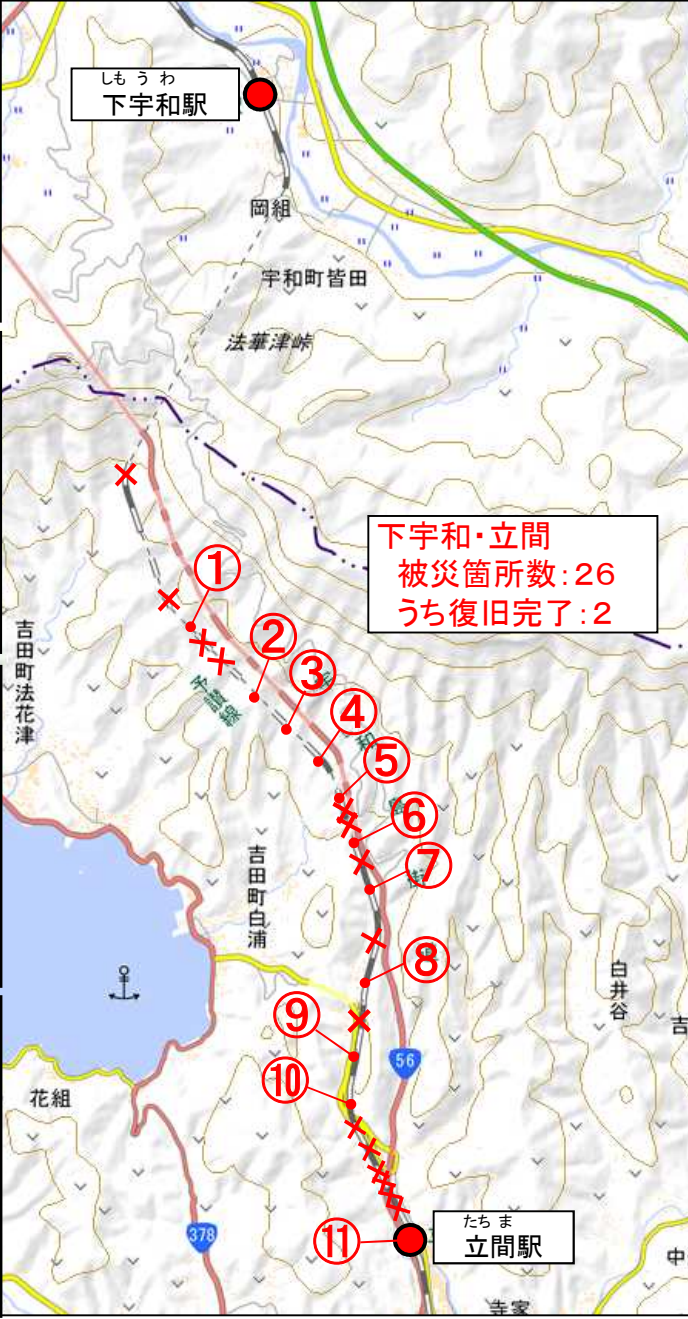 しもうわ
下宇和駅
岡組
宇和町皆田
法華津峠
下宇和・立間
被災箇所数：26
うち復旧完了：2
①
②
③
④
⑤
⑥
⑦
⑧
⑨
⑩
⑪
吉田町法花津
予讃線
和
吉田町白浦
白井谷
吉
56
花組
378
たちま
立間駅
中
寺家